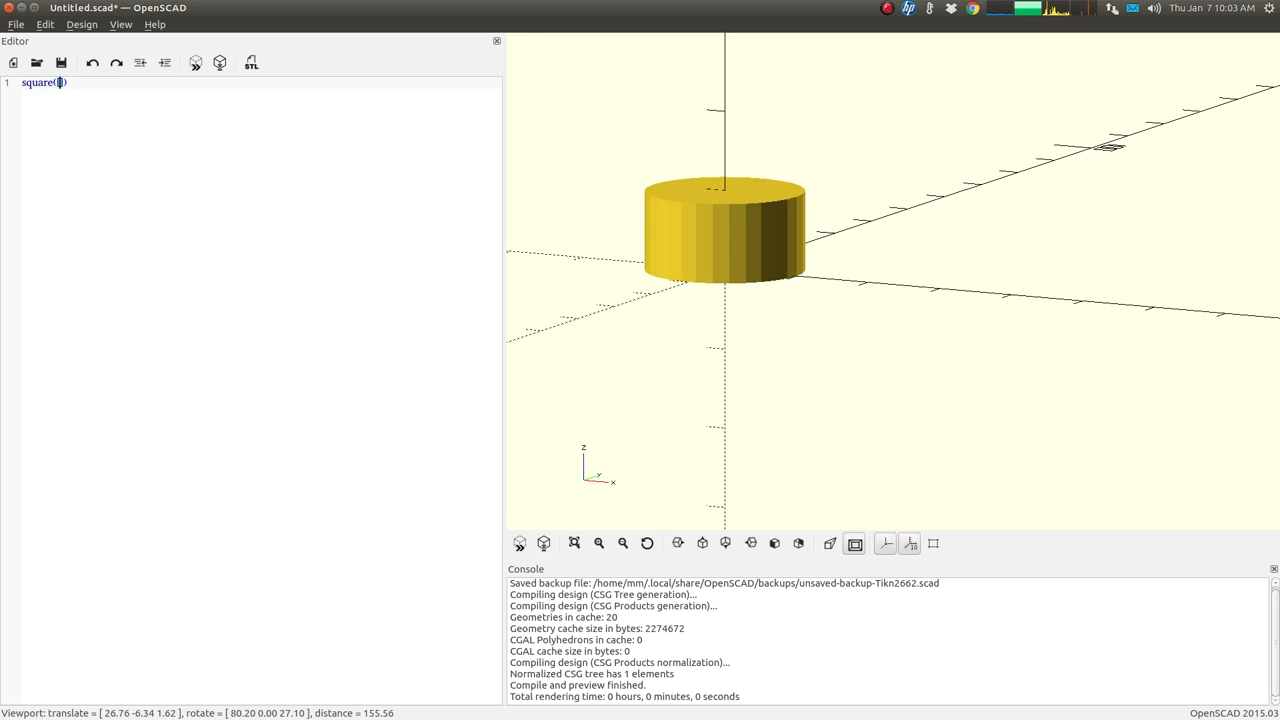 Untitled.scad* — OpenSCAD
Thu Jan 7 10:03 AM
File Edit Design View Help
Editor
STL
1 square([])
z
y
x
10
Console
Saved backup file: /home/mm/.local/share/OpenSCAD/backups/unsaved-backup-Tikn2662.scad
Compiling design (CSG Tree generation)...
Compiling design (CSG Products generation)...
Geometries in cache: 20
Geometry cache size in bytes: 2274672
CGAL Polyhedrons in cache: 0
CGAL cache size in bytes: 0
Compiling design (CSG Products normalization)...
Normalized CSG tree has 1 elements
Compile and preview finished.
Total rendering time: 0 hours, 0 minutes, 0 seconds
Viewport: translate = [ 26.76 -6.34 1.62 ], rotate = [ 80.20 0.00 27.10 ], distance = 155.56
OpenSCAD 2015.03